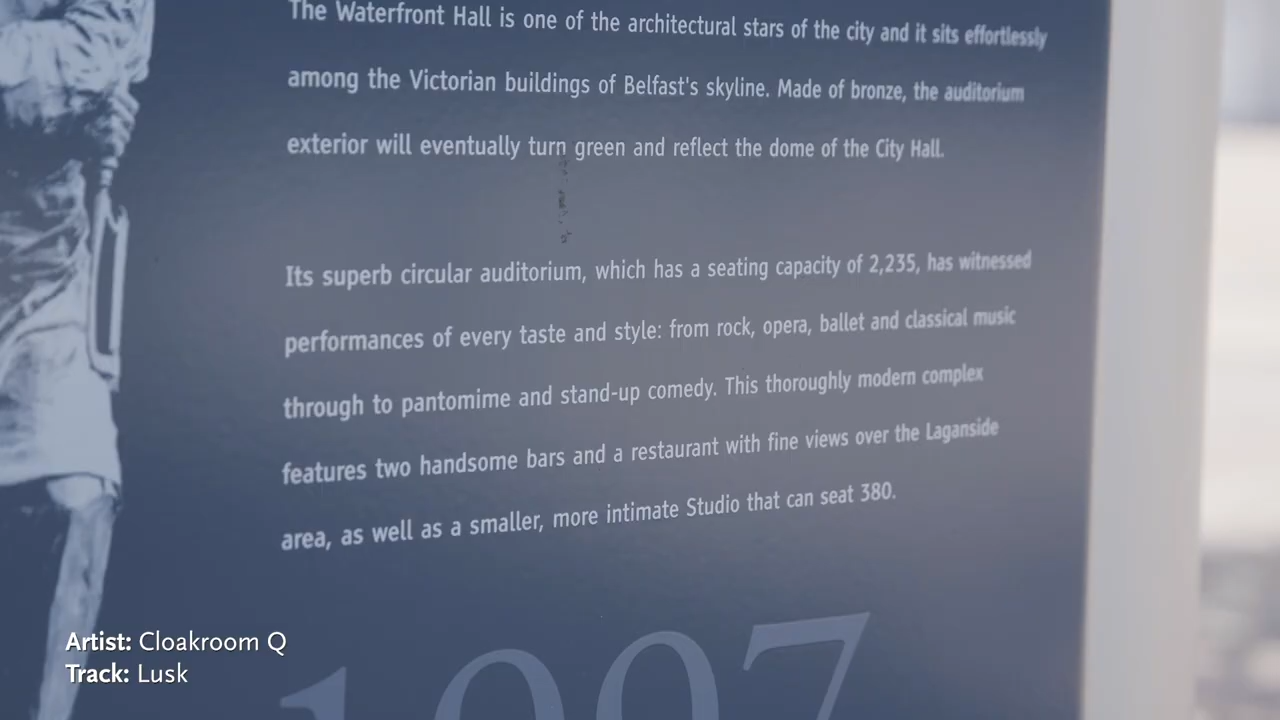 The Waterfront Hall is one of the architectural stars of the city and it sits effortlessly
among the Victorian buildings of Belfast's skyline. Made of bronze, the auditorium
exterior will eventually turn green and reflect the dome of the City Hall.
Its superb circular auditorium, which has a seating capacity of 2,235, has witnessed
performances of every taste and style: from rock, opera, ballet and classical music
through to pantomime and stand-up comedy. This thoroughly modern complex
features two handsome bars and a restaurant with fine views over the Laganside
area, as well as a smaller, more intimate Studio that can seat 380.
1997
Artist: Cloakroom Q
Track: Lusk